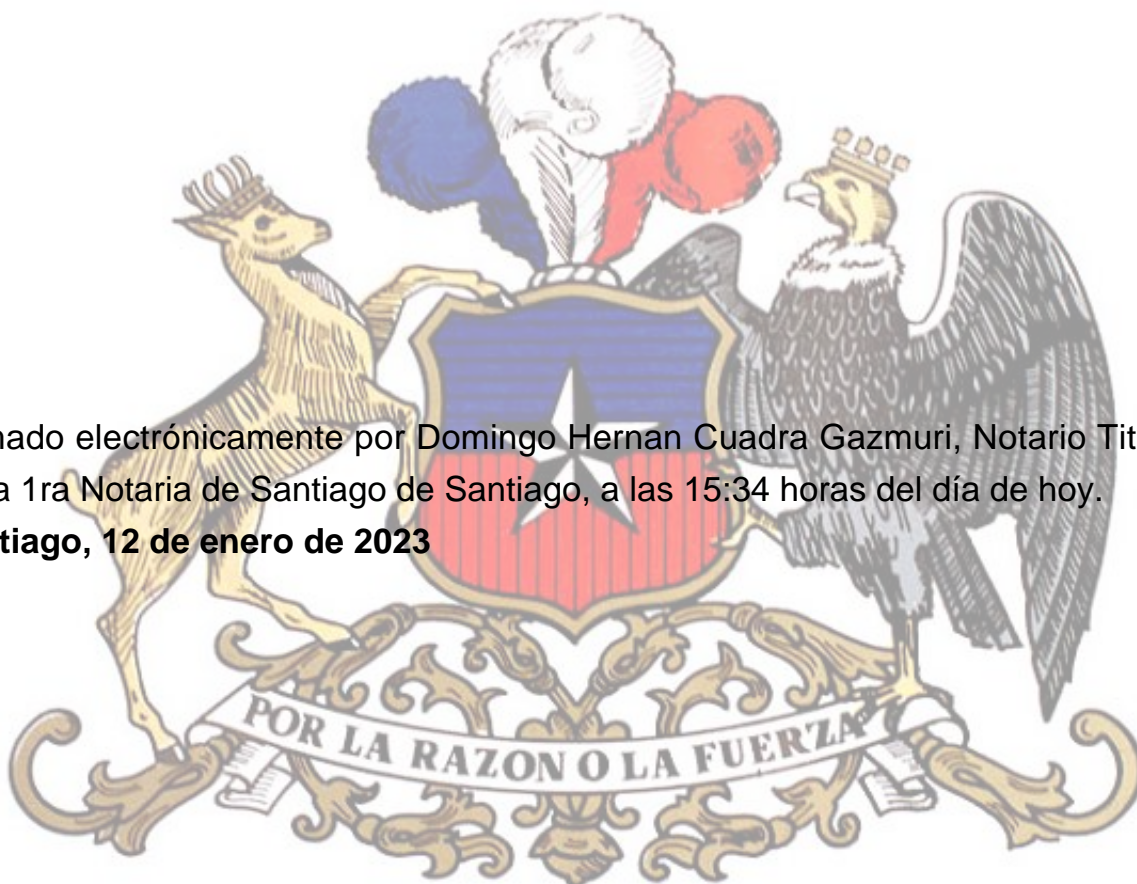 nado electrónicamente por Domingo Hernan Cuadra Gazmuri, Notario Tit
a 1ra Notaria de Santiago de Santiago, a las 15:34 horas del día de hoy.
tiago, 12 de enero de 2023
POR LA RAZON O LA FUERZA